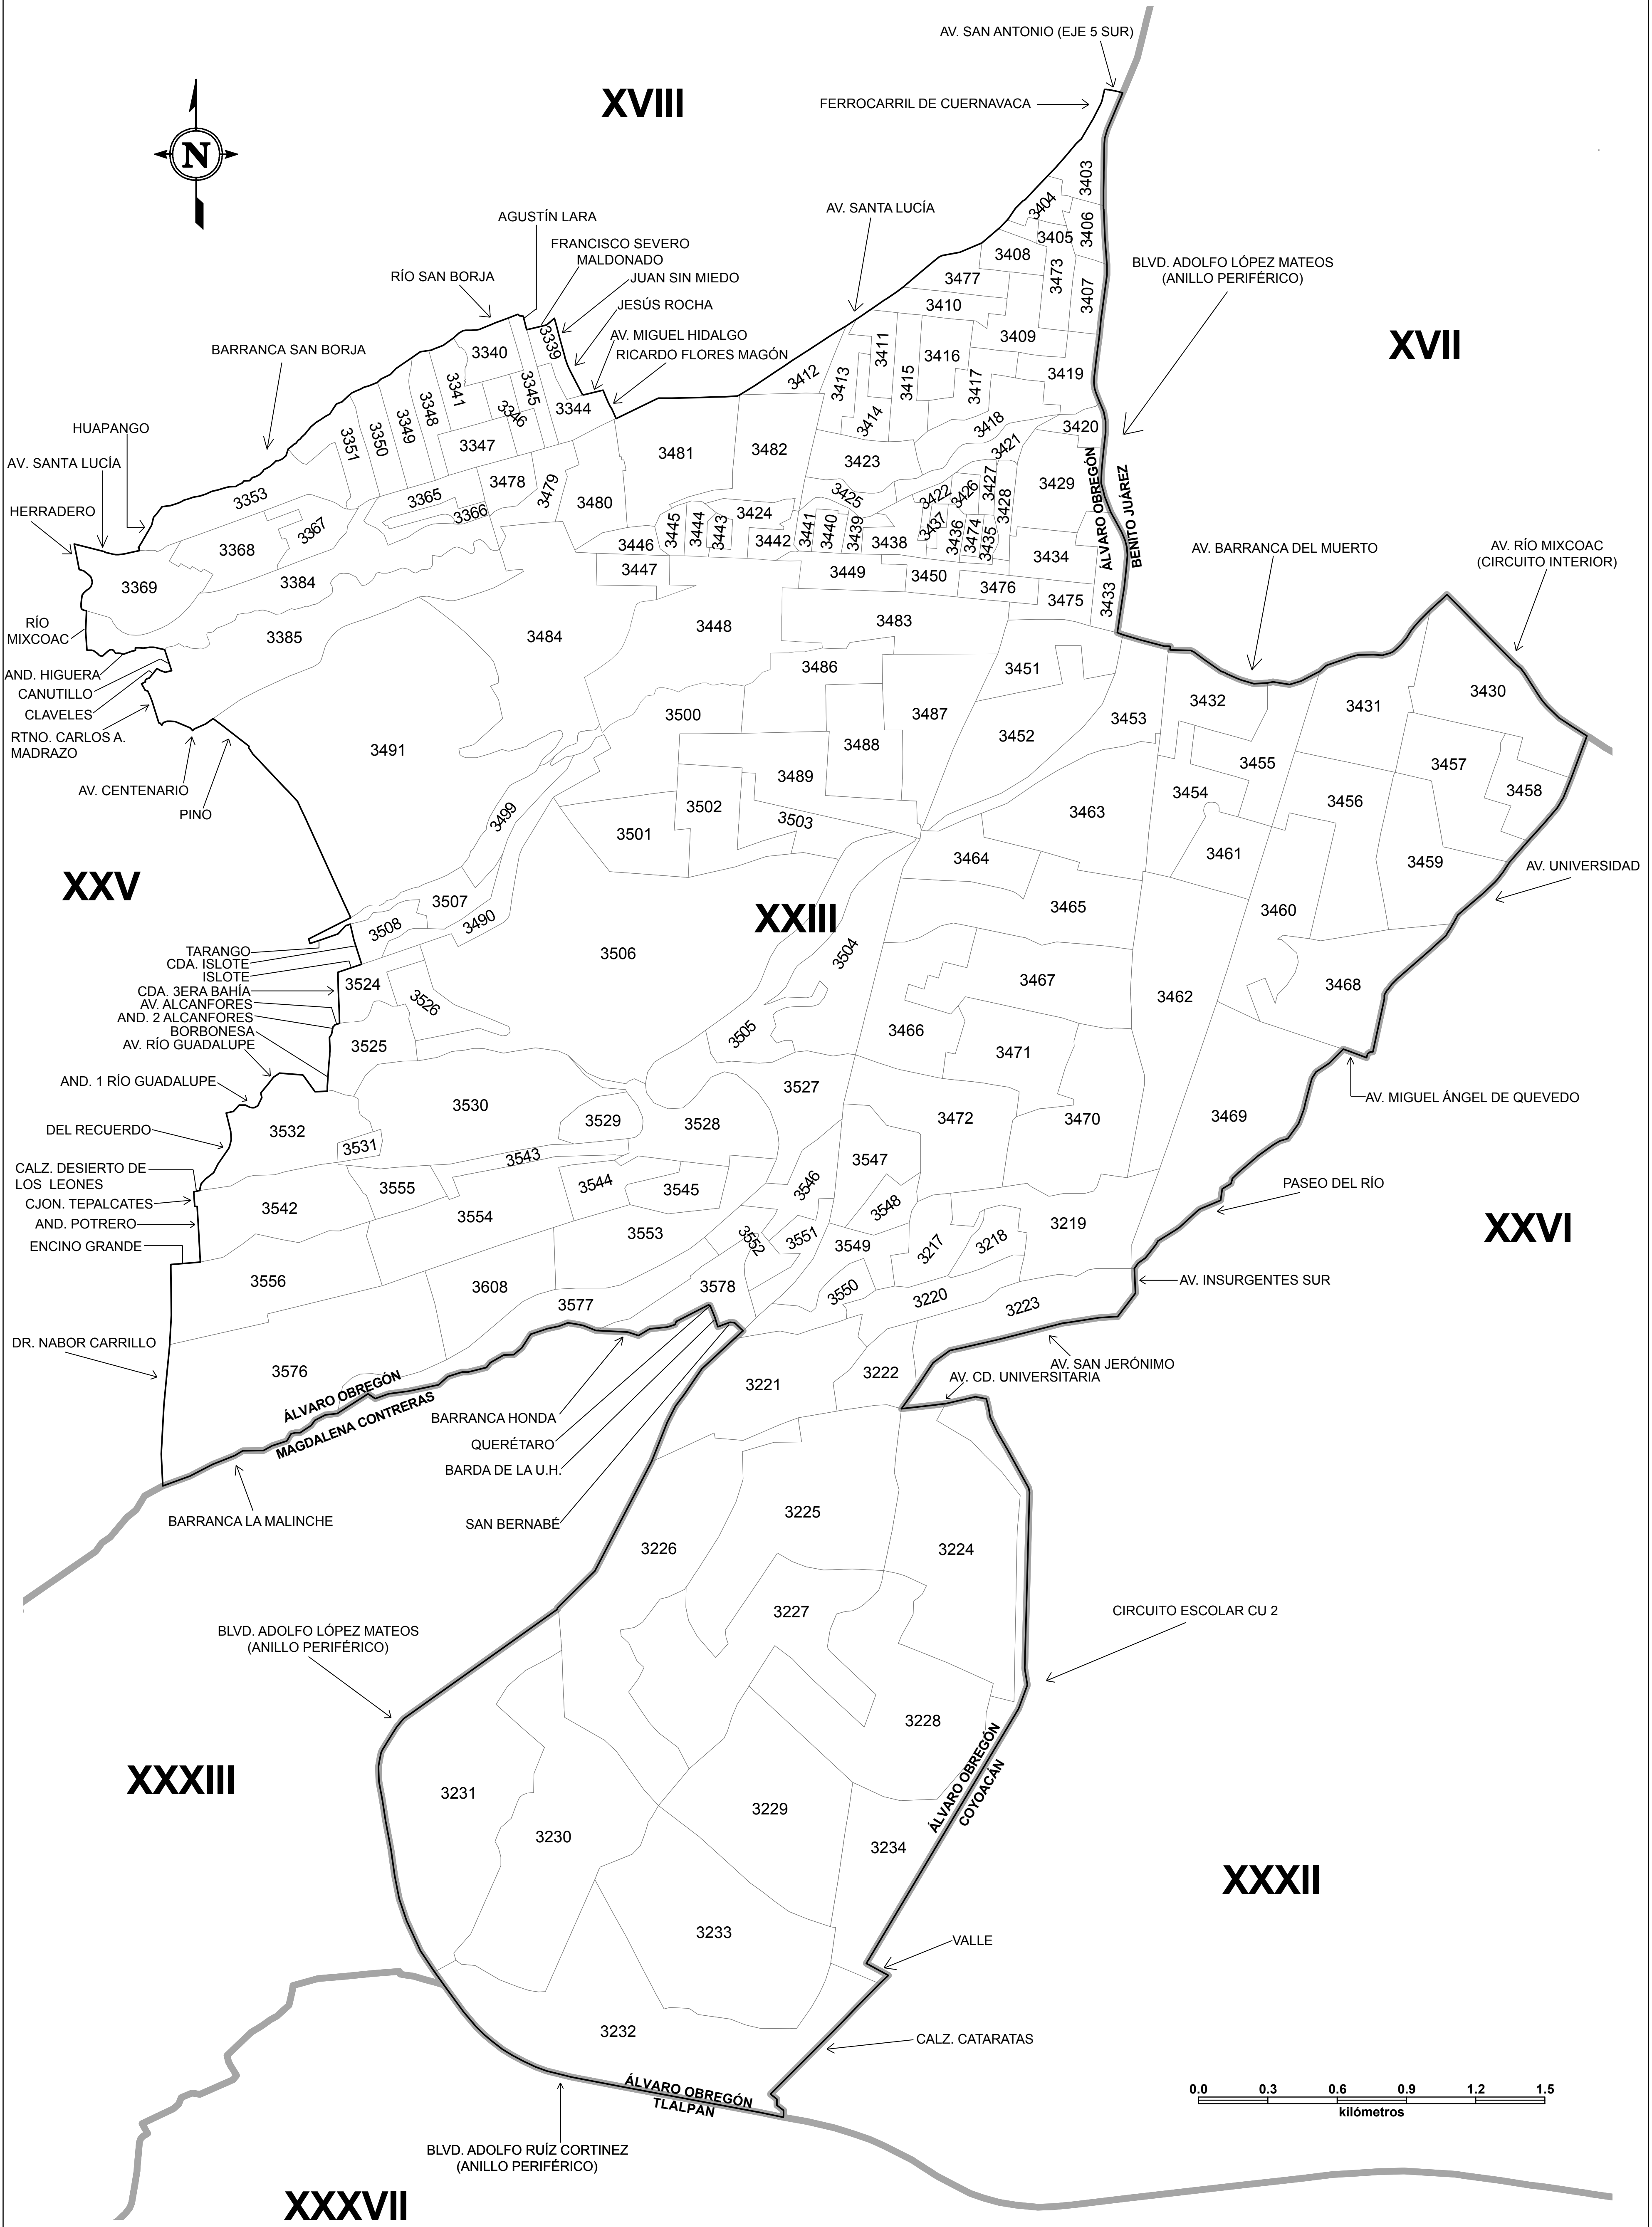 AV. SAN ANTONIO (EJE 5 SUR)
XVIII
FERROCARRIL DE CUERNAVACA
N
3403
3404
AV. SANTA LUCÍA
AGUSTÍN LARA
3406
3405
FRANCISCO SEVERO
MALDONADO
3408
BLVD. ADOLFO LÓPEZ MATEOS
(ANILLO PERIFÉRICO)
RÍO SAN BORJA
JUAN SIN MIEDO
3477
3473
3407
JESÚS ROCHA
3410
AV. MIGUEL HIDALGO
3409
XVII
BARRANCA SAN BORJA
3340
3339
RICARDO FLORES MAGÓN
3411
3416
3412
3413
3415
3417
3419
3341
3345
3348
3346
3344
3414
3349
3418
3420
HUAPANGO
3350
3351
3347
3481
3482
3421
AV. SANTA LUCÍA
3423
3478
3479
3427
3429
ÁLVARO OBREGÓN
BENITO JUÁREZ
3353
3365
3425
3422
3426
3428
HERRADERO
3366
3480
3424
3367
3445
3444
3443
3441
3440
3439
3437
3436
3474
3435
3368
3446
3442
3438
3434
AV. BARRANCA DEL MUERTO
AV. RÍO MIXCOAC
(CIRCUITO INTERIOR)
3369
3384
3447
3449
3450
3476
3475
3433
RÍO
MIXCOAC
3385
3484
3448
3483
AND. HIGUERA
3486
3451
CANUTILLO
3432
3430
CLAVELES
3500
3487
3453
3431
RTNO. CARLOS A.
MADRAZO
3491
3488
3452
AV. CENTENARIO
3489
3455
3457
PINO
3499
3502
3454
3456
3458
3501
3503
3463
3464
3461
3459
AV. UNIVERSIDAD
XXV
3507
XXIII
3465
3460
3508
3490
TARANGO
3506
3504
CDA. ISLOTE
ISLOTE
3524
3467
3468
CDA. 3ERA BAHÍA
3462
AV. ALCANFORES
3526
AND. 2 ALCANFORES
BORBONESA
3505
3466
AV. RÍO GUADALUPE
3525
3471
AND. 1 RÍO GUADALUPE
3527
AV. MIGUEL ÁNGEL DE QUEVEDO
3530
3529
3528
3472
3470
3469
DEL RECUERDO
3532
3531
3543
3547
CALZ. DESIERTO DE
LOS LEONES
3555
3544
3545
3546
PASEO DEL RÍO
CJON. TEPALCATES
3542
3548
AND. POTRERO
3554
3553
3552
3551
3549
3217
3218
3219
XXVI
ENCINO GRANDE
3556
3608
3578
3550
AV. INSURGENTES SUR
3577
3220
3223
DR. NABOR CARRILLO
3576
3221
3222
AV. SAN JERÓNIMO
AV. CD. UNIVERSITARIA
ÁLVARO OBREGÓN
MAGDALENA CONTRERAS
BARRANCA HONDA
QUERÉTARO
BARDA DE LA U.H.
3225
BARRANCA LA MALINCHE
SAN BERNABÉ
3226
3224
3227
CIRCUITO ESCOLAR CU 2
BLVD. ADOLFO LÓPEZ MATEOS
(ANILLO PERIFÉRICO)
3228
XXXIII
3231
3229
ÁLVARO OBREGÓN
COYOACÁN
3230
3234
XXXII
3233
VALLE
3232
CALZ. CATARATAS
ÁLVARO OBREGÓN
TLALPAN
0.0 0.3 0.6 0.9 1.2 1.5
kilómetros
BLVD. ADOLFO RUÍZ CORTINEZ
(ANILLO PERIFÉRICO)
XXXVII